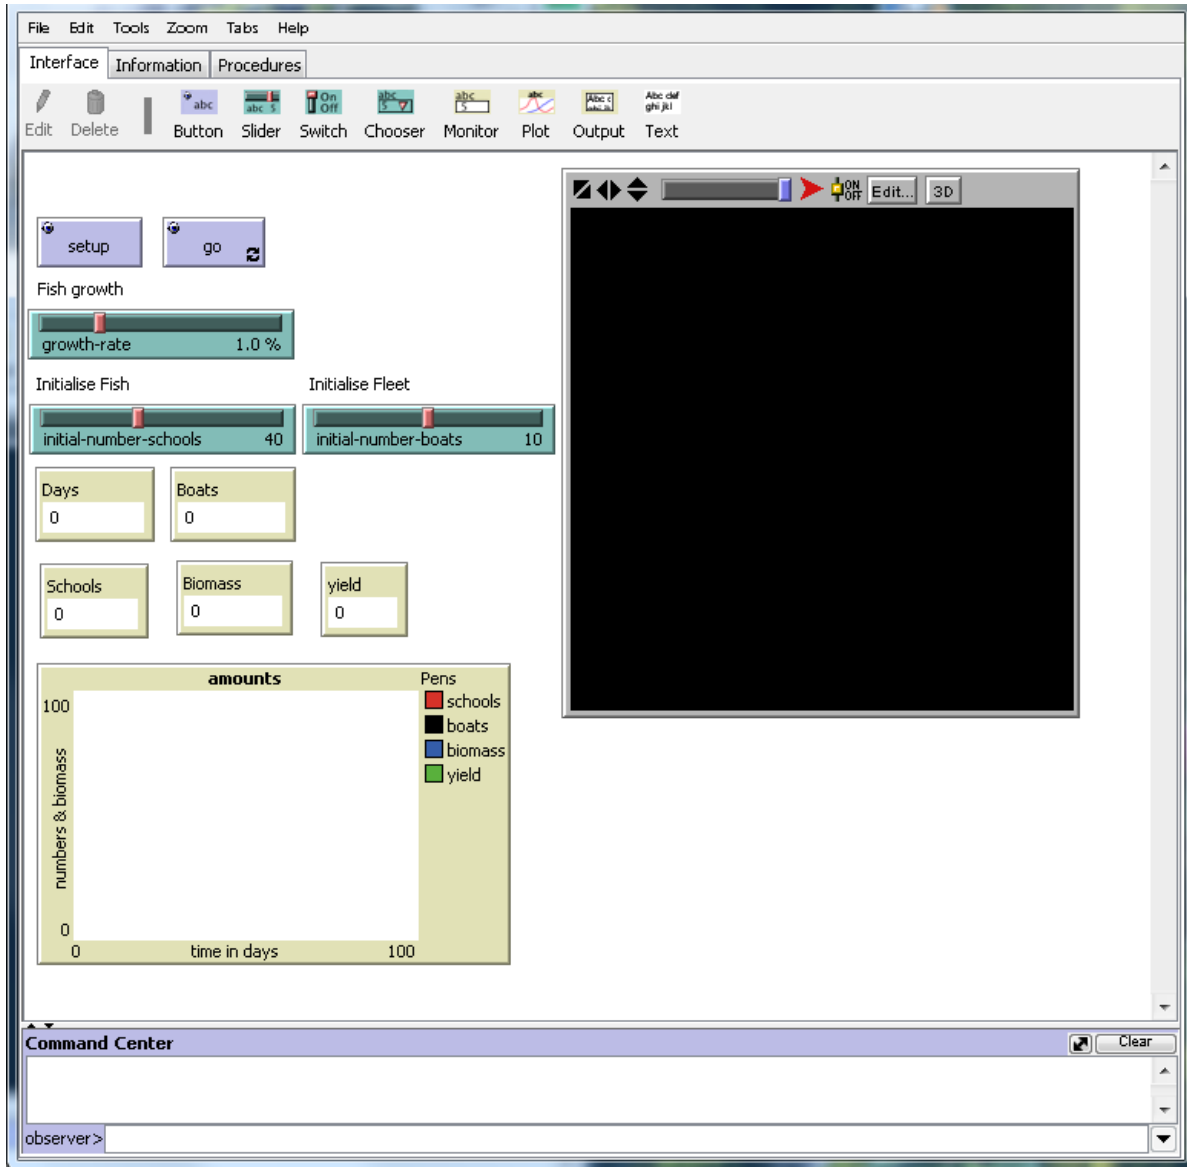 File Edit Tools Zoom Tabs Help
Interface Information Procedures
Edit Delete Button Slider Switch Chooser Monitor Plot Output Text
ON OFF Edit... 3D
setup go
Fish growth
growth-rate 1.0 %
Initialise Fish Initialise Fleet
initial-number-schools 40 initial-number-boats 10
Days Boats
0 0
Schools Biomass yield
0 0 0
amounts Pens
100 schools
boats
biomass
yield
numbers & biomass
0
0 time in days 100
Command Center Clear
observer>